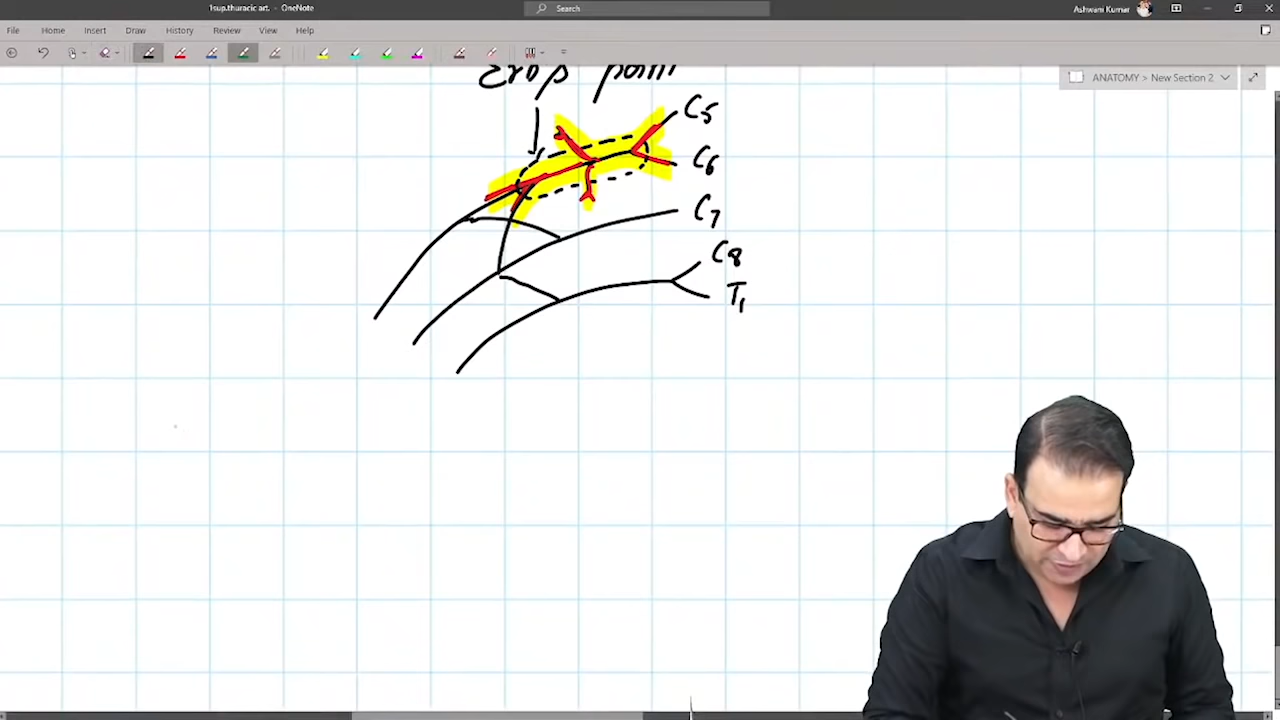 1sup.thoracic art. - OneNote
Search
Ashwani Kumar
File Home Insert Draw History Review View Help
ANATOMY > New Section 2
point
C5
C6
C7
C8
T1